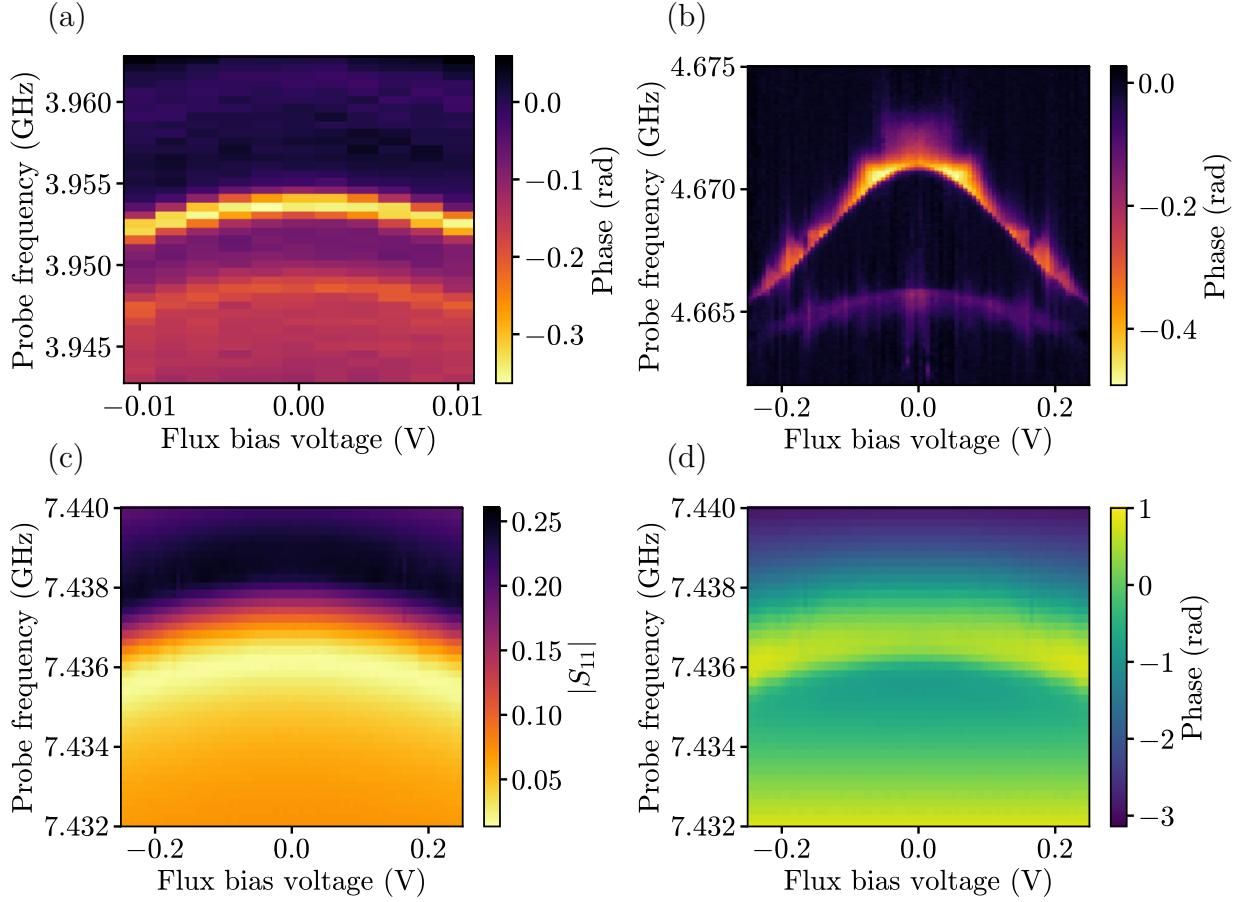 (a)
Probe frequency (GHz)
3.960
3.955
3.950
3.945
−0.01
0.00
0.01
Flux bias voltage (V)
0.0
−0.1
−0.2
−0.3
Phase (rad)
(b)
Probe frequency (GHz)
4.675
4.670
4.665
−0.2
0.0
0.2
Flux bias voltage (V)
0.0
−0.2
−0.4
Phase (rad)
(c)
Probe frequency (GHz)
7.440
7.438
7.436
7.434
7.432
−0.2
0.0
0.2
Flux bias voltage (V)
0.25
0.20
0.15
0.10
0.05
|S11|
(d)
Probe frequency (GHz)
7.440
7.438
7.436
7.434
7.432
−0.2
0.0
0.2
Flux bias voltage (V)
1
0
−1
−2
−3
Phase (rad)